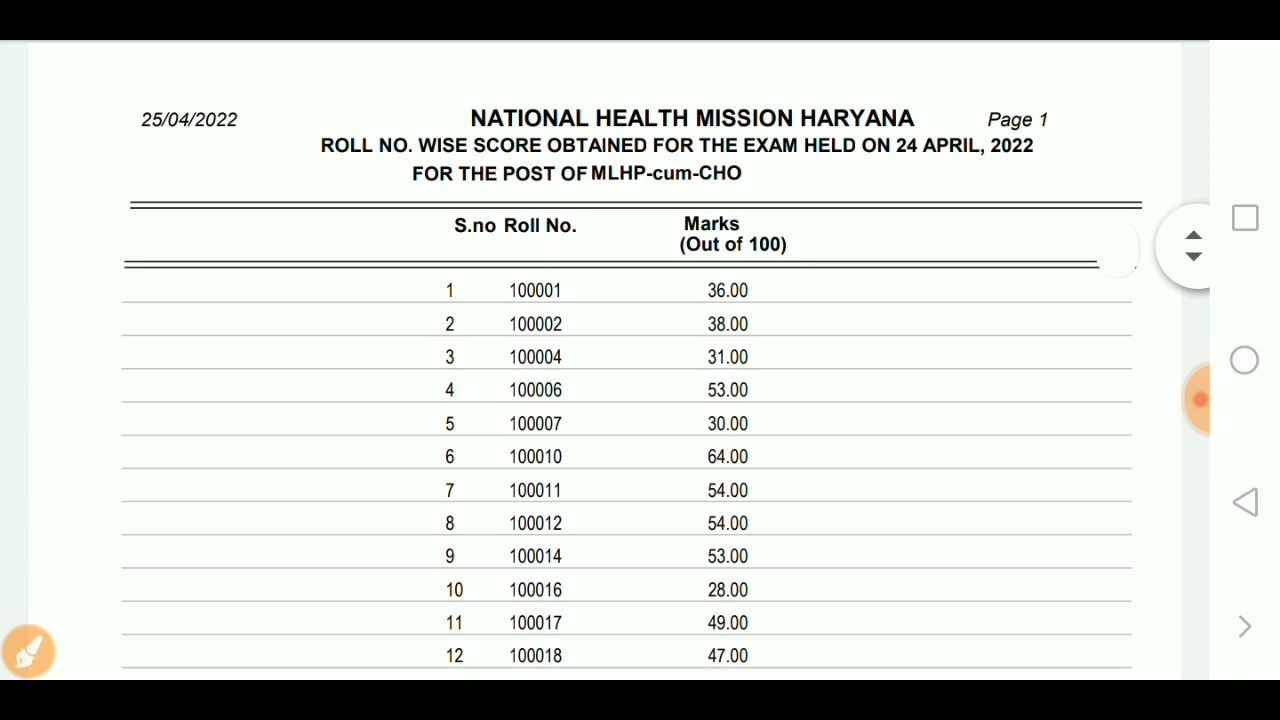 25/04/2022 NATIONAL HEALTH MISSION HARYANA Page 1
ROLL NO. WISE SCORE OBTAINED FOR THE EXAM HELD ON 24 APRIL, 2022
FOR THE POST OF MLHP-cum-CHO
S.no Roll No. Marks
(Out of 100)
1 100001 36.00
2 100002 38.00
3 100004 31.00
4 100006 53.00
5 100007 30.00
6 100010 64.00
7 100011 54.00
8 100012 54.00
9 100014 53.00
10 100016 28.00
11 100017 49.00
12 100018 47.00